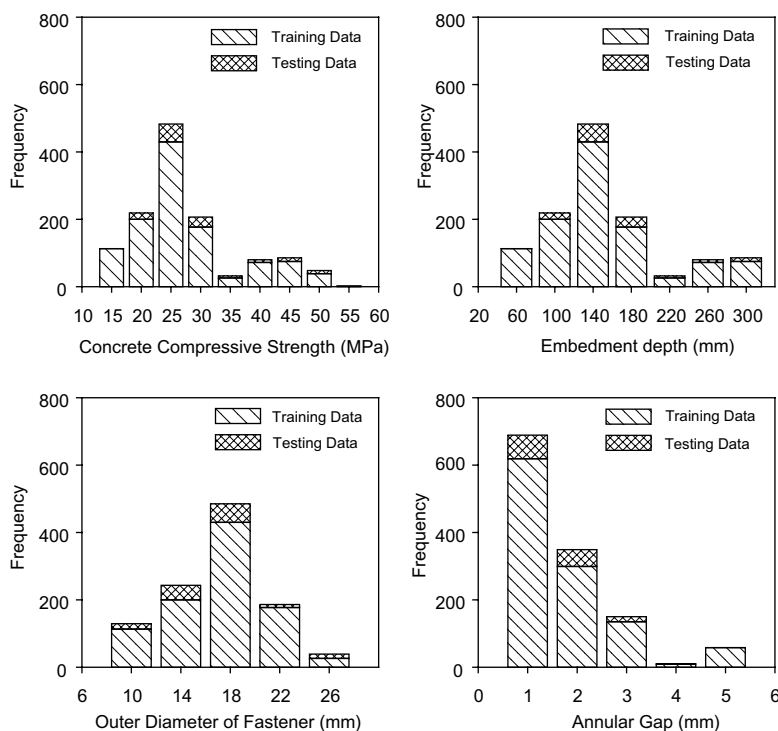 800
600
400
200
0
Frequency
Training Data
Testing Data
10 15 20 25 30 35 40 45 50 55 60
Concrete Compressive Strength (MPa)
800
600
400
200
0
Frequency
Training Data
Testing Data
20 60 100 140 180 220 260 300
Embedment depth (mm)
800
600
400
200
0
Frequency
Training Data
Testing Data
6 10 14 18 22 26
Outer Diameter of Fastener (mm)
800
600
400
200
0
Frequency
Training Data
Testing Data
0 1 2 3 4 5 6
Annular Gap (mm)